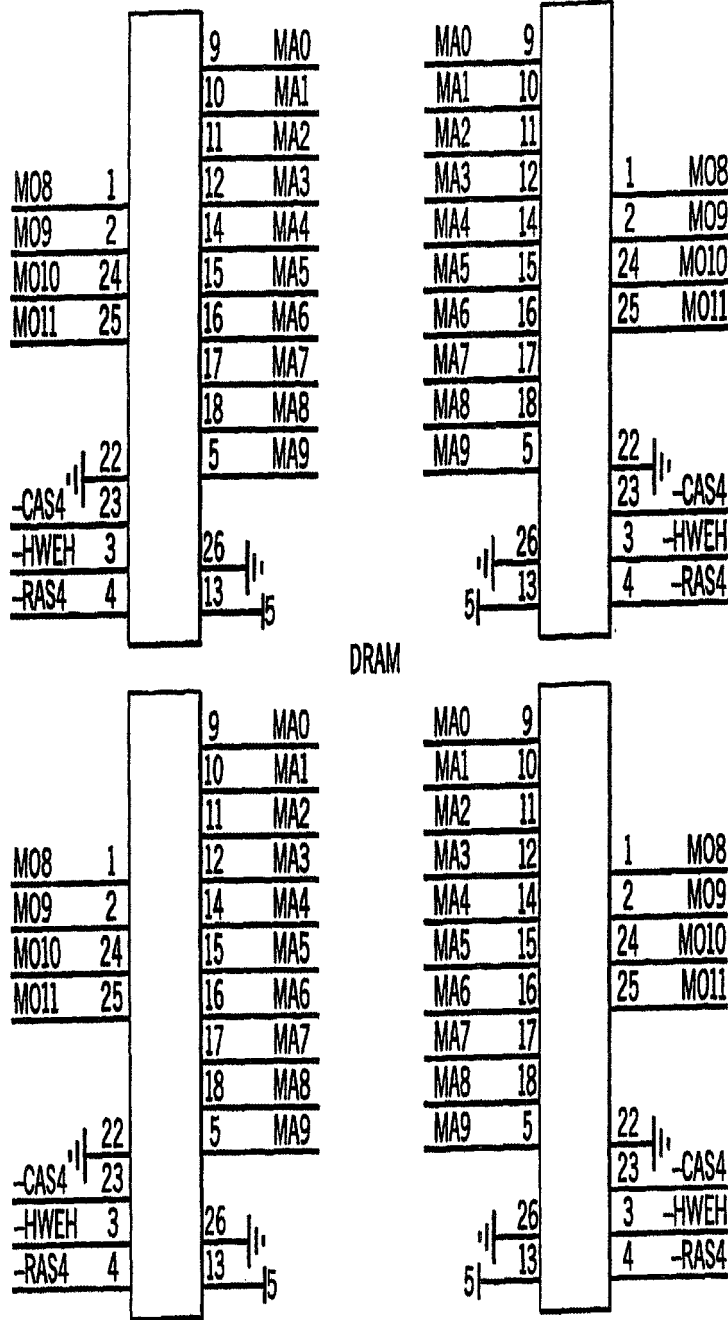 9 MA0
10 MA1
11 MA2
12 MA3
14 MA4
15 MA5
16 MA6
17 MA7
18 MA8
5 MA9
MO8 1
MO9 2
MO10 24
MO11 25
22
-CAS4 23
-HWEH 3
-RAS4 4
26
13 5
MA0 9
MA1 10
MA2 11
MA3 12
MA4 14
MA5 15
MA6 16
MA7 17
MA8 18
MA9 5
1 MO8
2 MO9
24 MO10
25 MO11
22
23 -CAS4
3 -HWEH
4 -RAS4
26
5 13
DRAM
9 MA0
10 MA1
11 MA2
12 MA3
14 MA4
15 MA5
16 MA6
17 MA7
18 MA8
5 MA9
MO8 1
MO9 2
MO10 24
MO11 25
22
-CAS4 23
-HWEH 3
-RAS4 4
26
13 5
MA0 9
MA1 10
MA2 11
MA3 12
MA4 14
MA5 15
MA6 16
MA7 17
MA8 18
MA9 5
1 MO8
2 MO9
24 MO10
25 MO11
22
23 -CAS4
3 -HWEH
4 -RAS4
26
5 13